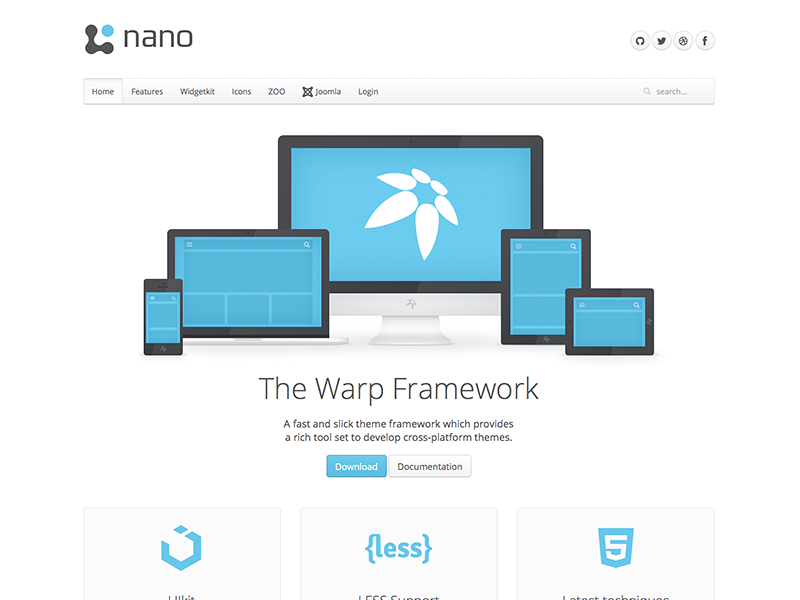 nano
Home Features Widgetkit Icons ZOO Joomla Login search...
The Warp Framework
A fast and slick theme framework which provides
a rich tool set to develop cross-platform themes.
Download Documentation
{less} 5
UIkit LESS Support Latest techniques